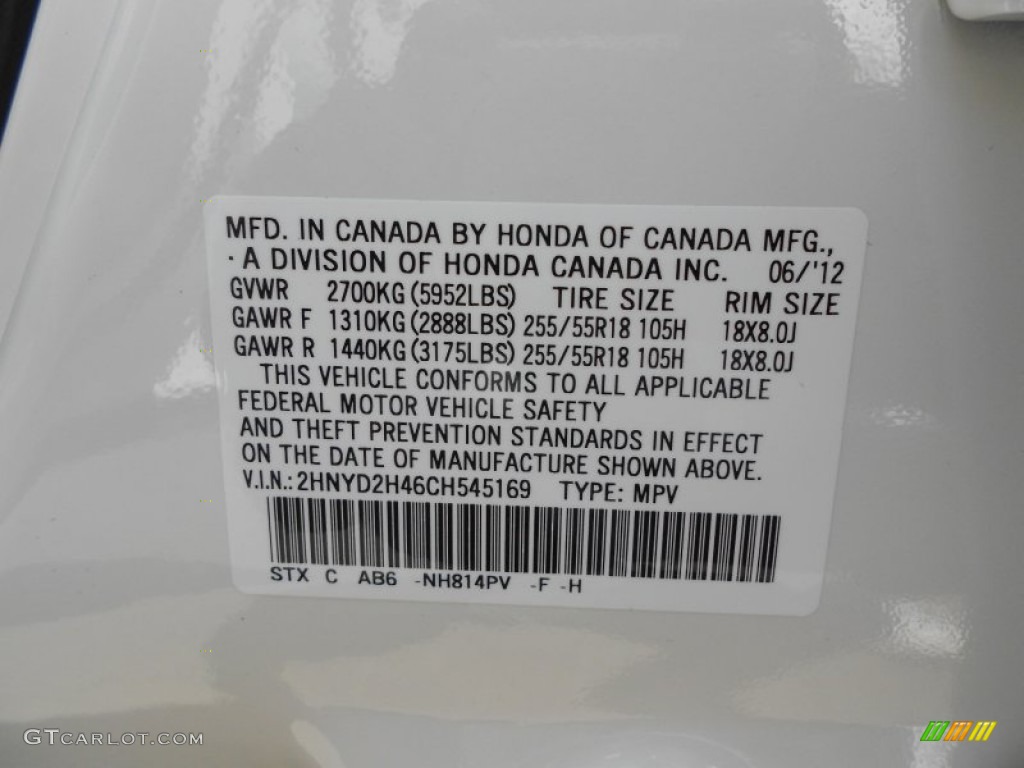 MFD. IN CANADA BY HONDA OF CANADA MFG.,
· A DIVISION OF HONDA CANADA INC. 06/'12
GVWR 2700KG (5952LBS) TIRE SIZE RIM SIZE
GAWR F 1310KG (2888LBS) 255/55R18 105H 18X8.0J
GAWR R 1440KG (3175LBS) 255/55R18 105H 18X8.0J
THIS VEHICLE CONFORMS TO ALL APPLICABLE
FEDERAL MOTOR VEHICLE SAFETY
AND THEFT PREVENTION STANDARDS IN EFFECT
ON THE DATE OF MANUFACTURE SHOWN ABOVE.
V.I.N.: 2HNYD2H46CH545169 TYPE: MPV
STX C AB6 -NH814PV -F -H
GTCARLOT.COM